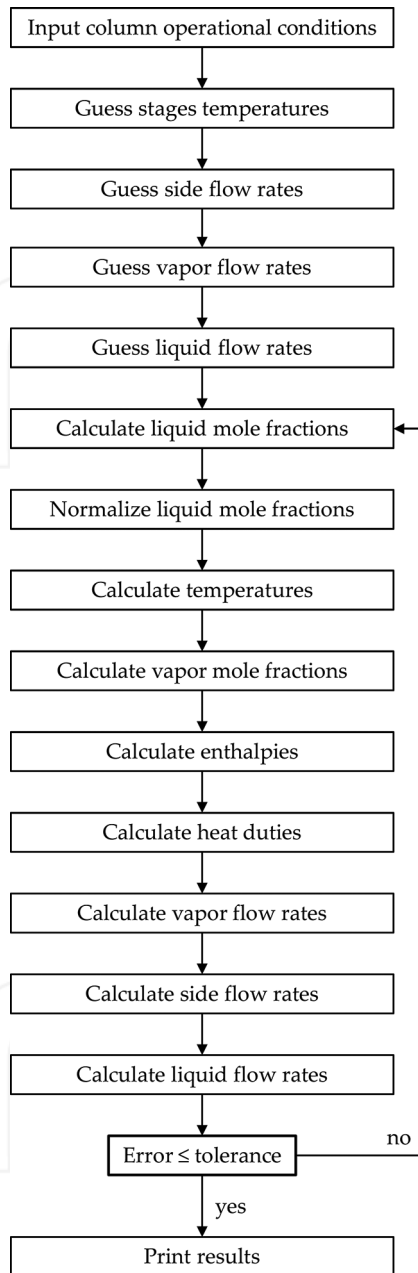 Input column operational conditions
Guess stages temperatures
Guess side flow rates
Guess vapor flow rates
Guess liquid flow rates
Calculate liquid mole fractions
Normalize liquid mole fractions
Calculate temperatures
Calculate vapor mole fractions
Calculate enthalpies
Calculate heat duties
Calculate vapor flow rates
Calculate side flow rates
Calculate liquid flow rates
Error ≤ tolerance
no
yes
Print results